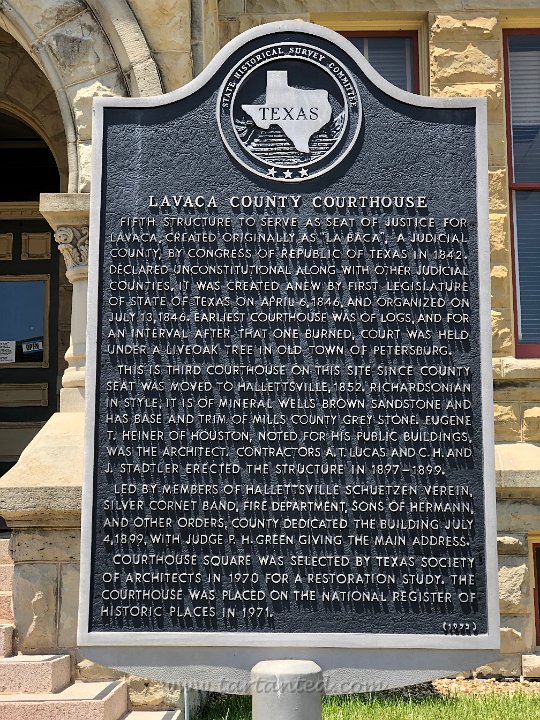 STATE HISTORICAL SURVEY COMMITTEE
TEXAS
LAVACA COUNTY COURTHOUSE
FIFTH STRUCTURE TO SERVE AS SEAT OF JUSTICE FOR
LAVACA, CREATED ORIGINALLY AS "LA BACA", A JUDICIAL
COUNTY, BY CONGRESS OF REPUBLIC OF TEXAS IN 1842.
DECLARED UNCONSTITUTIONAL ALONG WITH OTHER JUDICIAL
COUNTIES, IT WAS CREATED ANEW BY FIRST LEGISLATURE
OF STATE OF TEXAS ON APRIL 6, 1846, AND ORGANIZED ON
JULY 13, 1846. EARLIEST COURTHOUSE WAS OF LOGS, AND FOR
AN INTERVAL AFTER THAT ONE BURNED, COURT WAS HELD
UNDER A LIVEOAK TREE IN OLD TOWN OF PETERSBURG.
THIS IS THIRD COURTHOUSE ON THIS SITE SINCE COUNTY
SEAT WAS MOVED TO HALLETTSVILLE, 1852. RICHARDSONIAN
IN STYLE, IT IS OF MINERAL WELLS BROWN SANDSTONE AND
HAS BASE AND TRIM OF MILLS COUNTY GREY STONE. EUGENE
T. HEINER OF HOUSTON, NOTED FOR HIS PUBLIC BUILDINGS,
WAS THE ARCHITECT. CONTRACTORS A. T. LUCAS AND C. H. AND
J. STADTLER ERECTED THE STRUCTURE IN 1897-1899.
LED BY MEMBERS OF HALLETTSVILLE SCHUETZEN VEREIN,
SILVER CORNET BAND, FIRE DEPARTMENT, SONS OF HERMANN,
AND OTHER ORDERS, COUNTY DEDICATED THE BUILDING JULY
4, 1899, WITH JUDGE P. H. GREEN GIVING THE MAIN ADDRESS.
COURTHOUSE SQUARE WAS SELECTED BY TEXAS SOCIETY
OF ARCHITECTS IN 1970 FOR A RESTORATION STUDY. THE
COURTHOUSE WAS PLACED ON THE NATIONAL REGISTER OF
HISTORIC PLACES IN 1971.
www.tartanted.com